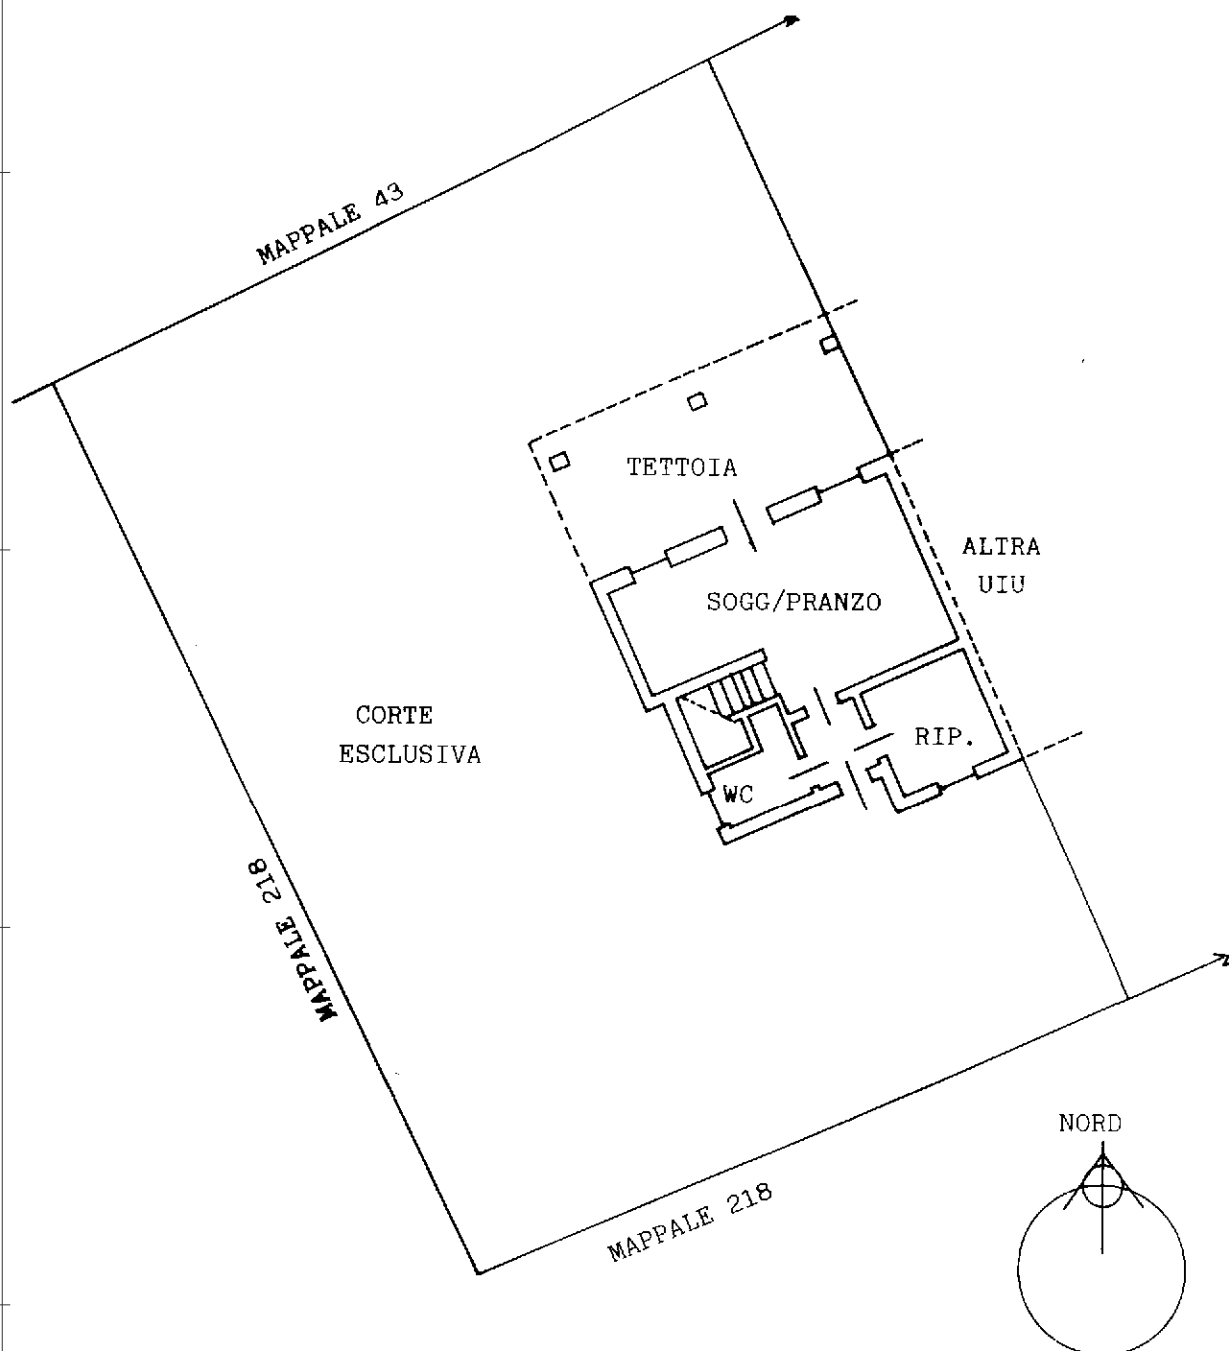 MAPPALE 43
TETTOIA
ALTRA
UIU
SOGG/PRANZO
CORTE
ESCLUSIVA
RIP.
WC
MAPPALE 218
NORD
MAPPALE 218